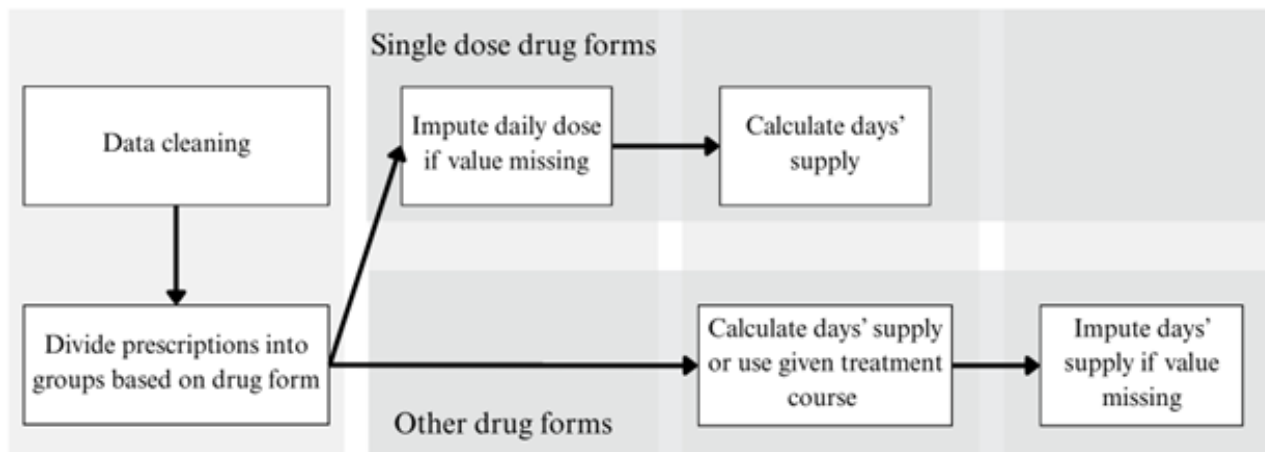 Single dose drug forms
Data cleaning
Impute daily dose
if value missing
Calculate days’
supply
Divide prescriptions into
groups based on drug form
Calculate days’ supply
or use given treatment
course
Impute days’
supply if value
missing
Other drug forms